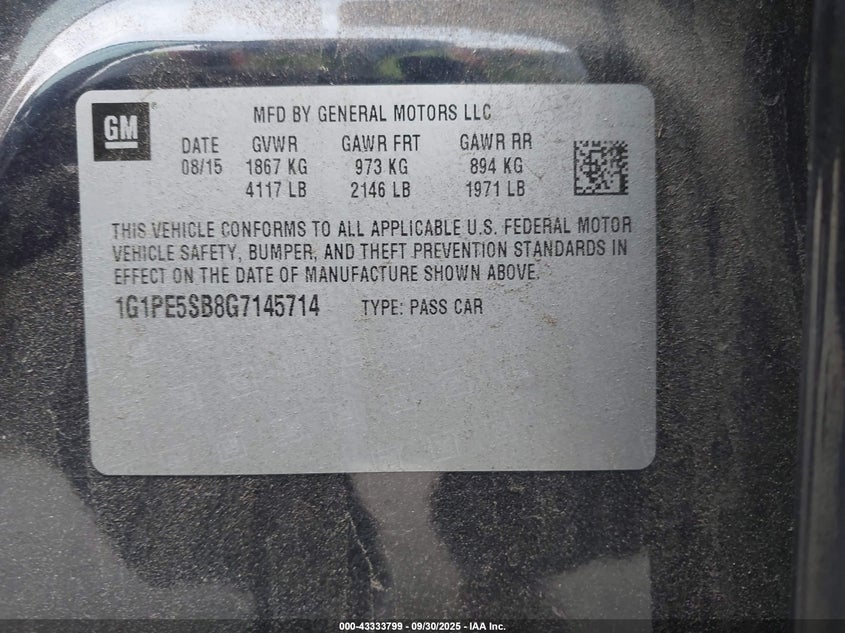 GM
MFD BY GENERAL MOTORS LLC
DATE GVWR GAWR FRT GAWR RR
08/15 1867 KG 973 KG 894 KG
4117 LB 2146 LB 1971 LB
THIS VEHICLE CONFORMS TO ALL APPLICABLE U.S. FEDERAL MOTOR
VEHICLE SAFETY, BUMPER, AND THEFT PREVENTION STANDARDS IN
EFFECT ON THE DATE OF MANUFACTURE SHOWN ABOVE.
1G1PE5SB8G7145714 TYPE: PASS CAR
000-43333799 - 09/30/2025 - IAA Inc.